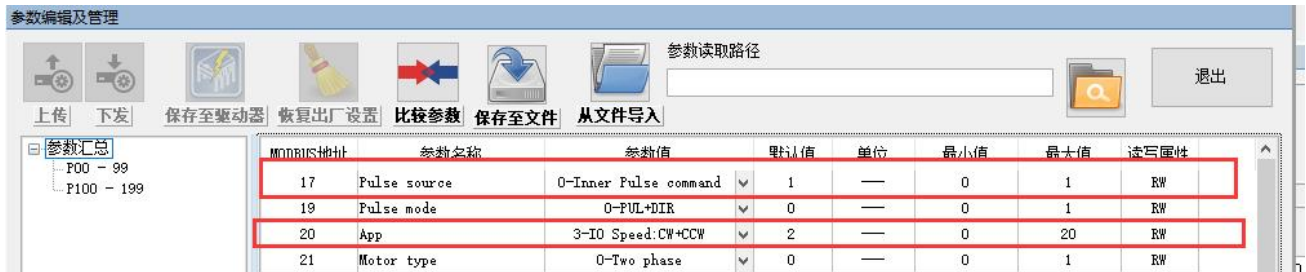 参数编辑及管理
参数读取路径
退出
上传 下发 保存至驱动器 恢复出厂设置 比较参数 保存至文件 从文件导入
参数汇总
P00 - 99
P100 - 199
MODBUS地址 参数名称 参数值 默认值 单位 最小值 最大值 读写属性
17 Pulse source 0-Inner Pulse command 1 —— 0 1 RW
19 Pulse mode 0-PUL+DIR 0 —— 0 1 RW
20 App 3-IO Speed:CW+CCW 2 —— 0 20 RW
21 Motor type 0-Two phase 0 —— 0 1 RW